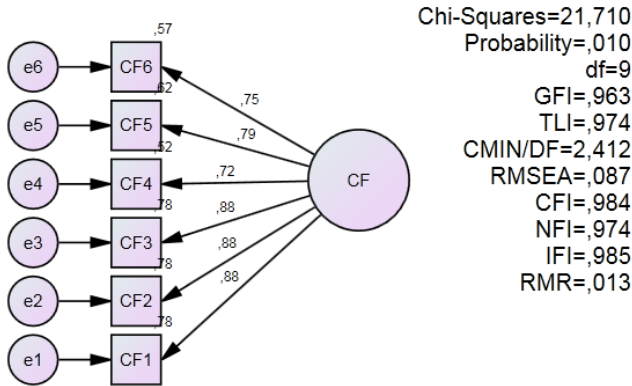 Chi-Squares=21,710
Probability=,010
df=9
GFI=,963
TLI=,974
CMIN/DF=2,412
RMSEA=,087
CFI=,984
NFI=,974
IFI=,985
RMR=,013
,57
e6 CF6
,75
,62
e5 CF5
,79
,52
e4 CF4
,72
CF
,78
e3 CF3
,88
,78
e2 CF2
,88
,78
e1 CF1
,88